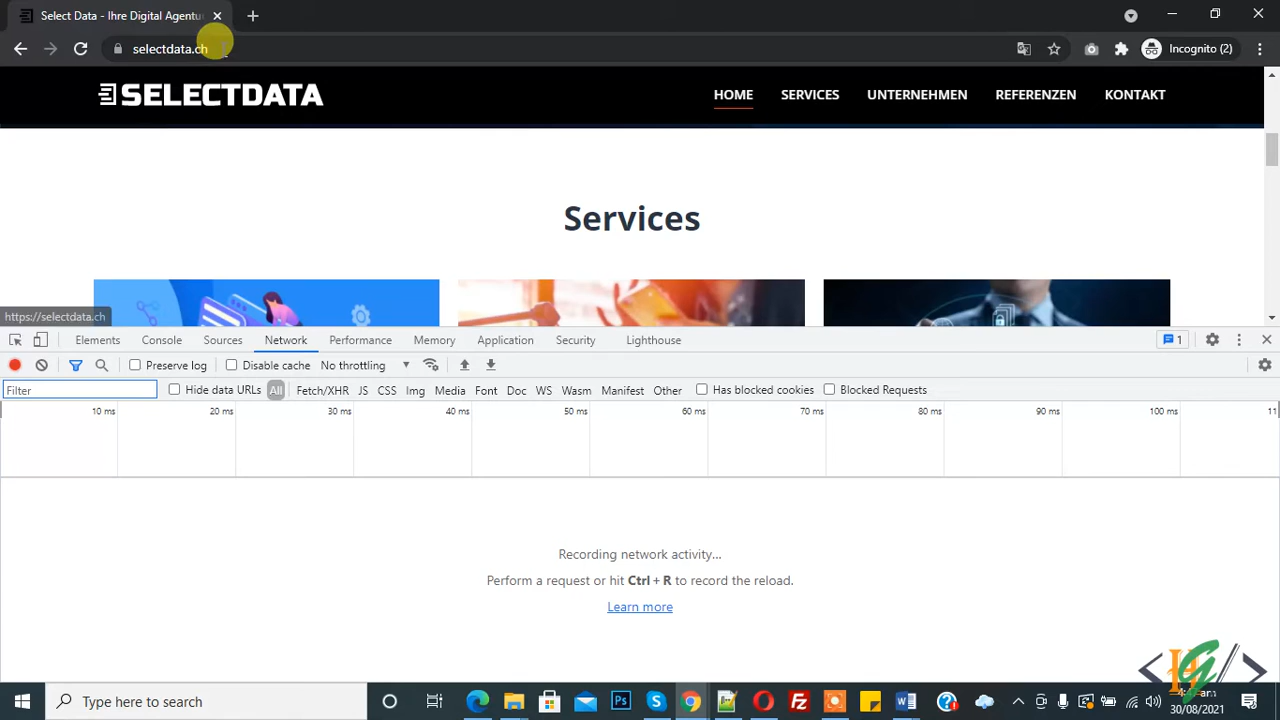 Select Data - Ihre Digital Agentu
selectdata.ch
Incognito (2)
SELECTDATA
HOME SERVICES UNTERNEHMEN REFERENZEN KONTAKT
Services
https://selectdata.ch
Elements Console Sources Network Performance Memory Application Security Lighthouse 1
Preserve log Disable cache No throttling
Filter Hide data URLs All Fetch/XHR JS CSS Img Media Font Doc WS Wasm Manifest Other Has blocked cookies Blocked Requests
10 ms 20 ms 30 ms 40 ms 50 ms 60 ms 70 ms 80 ms 90 ms 100 ms 11
Recording network activity...
Perform a request or hit Ctrl + R to record the reload.
Learn more
Type here to search
30/08/2021